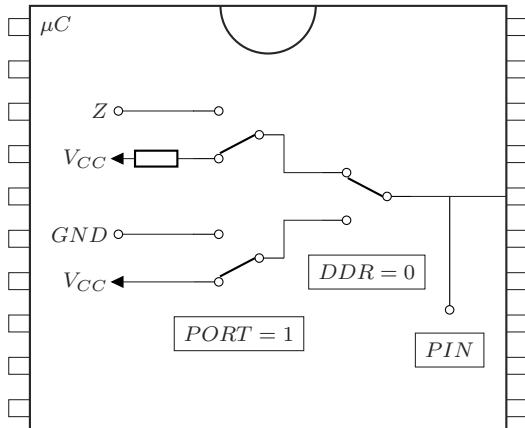 μC
Z
V_CC
GND
V_CC
DDR = 0
PORT = 1
PIN